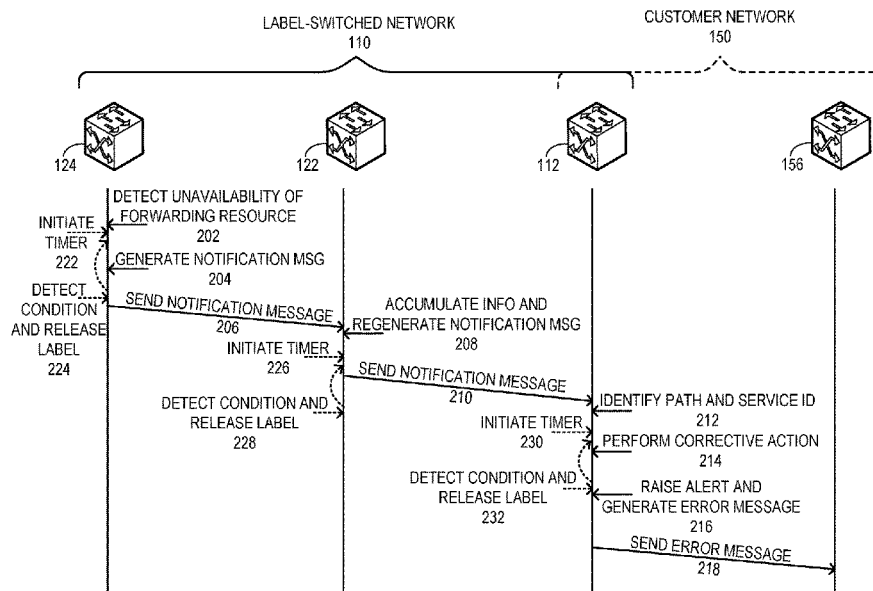 LABEL-SWITCHED NETWORK
110
CUSTOMER NETWORK
150
124
122
112
156
DETECT UNAVAILABILITY OF
FORWARDING RESOURCE
202
INITIATE
TIMER
222
GENERATE NOTIFICATION MSG
204
DETECT
CONDITION
AND RELEASE
LABEL
224
SEND NOTIFICATION MESSAGE
206
ACCUMULATE INFO AND
REGENERATE NOTIFICATION MSG
208
INITIATE TIMER
226
SEND NOTIFICATION MESSAGE
210
DETECT CONDITION AND
RELEASE LABEL
228
IDENTIFY PATH AND SERVICE ID
212
INITIATE TIMER
230
PERFORM CORRECTIVE ACTION
214
DETECT CONDITION AND
RELEASE LABEL
232
RAISE ALERT AND
GENERATE ERROR MESSAGE
216
SEND ERROR MESSAGE
218